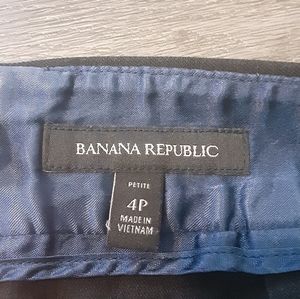 BANANA REPUBLIC
PETITE
4P
MADE IN
VIETNAM